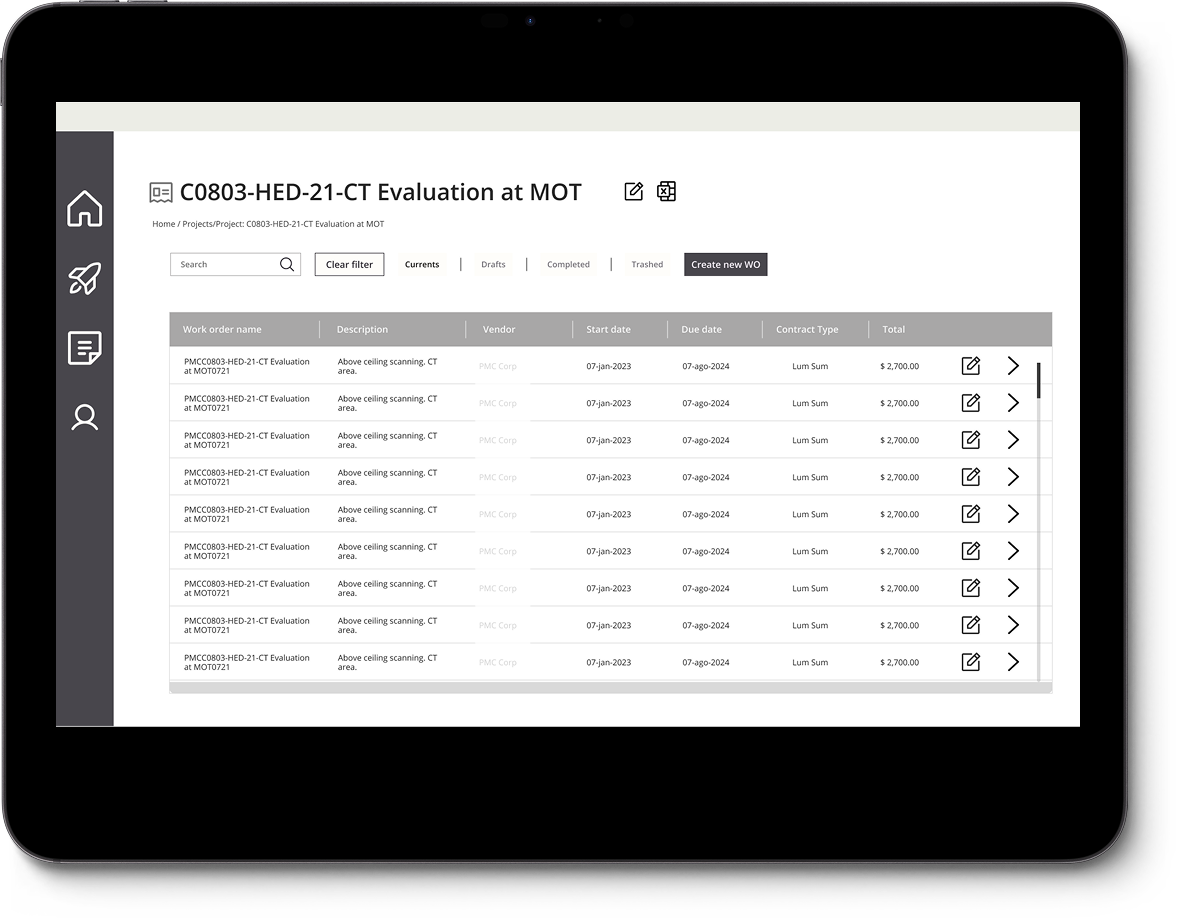 C0803-HED-21-CT Evaluation at MOT
Home / Projects/Project: C0803-HED-21-CT Evaluation at MOT
Search Clear filter Currents | Drafts | Completed | Trashed Create new WO
Work order name Description Vendor Start date Due date Contract Type Total
PMCC0803-HED-21-CT Evaluation Above ceiling scanning. CT
at MOT0721 area. PMC Corp 07-jan-2023 07-ago-2024 Lum Sum $ 2,700.00
PMCC0803-HED-21-CT Evaluation Above ceiling scanning. CT
at MOT0721 area. PMC Corp 07-jan-2023 07-ago-2024 Lum Sum $ 2,700.00
PMCC0803-HED-21-CT Evaluation Above ceiling scanning. CT
at MOT0721 area. PMC Corp 07-jan-2023 07-ago-2024 Lum Sum $ 2,700.00
PMCC0803-HED-21-CT Evaluation Above ceiling scanning. CT
at MOT0721 area. PMC Corp 07-jan-2023 07-ago-2024 Lum Sum $ 2,700.00
PMCC0803-HED-21-CT Evaluation Above ceiling scanning. CT
at MOT0721 area. PMC Corp 07-jan-2023 07-ago-2024 Lum Sum $ 2,700.00
PMCC0803-HED-21-CT Evaluation Above ceiling scanning. CT
at MOT0721 area. PMC Corp 07-jan-2023 07-ago-2024 Lum Sum $ 2,700.00
PMCC0803-HED-21-CT Evaluation Above ceiling scanning. CT
at MOT0721 area. PMC Corp 07-jan-2023 07-ago-2024 Lum Sum $ 2,700.00
PMCC0803-HED-21-CT Evaluation Above ceiling scanning. CT
at MOT0721 area. PMC Corp 07-jan-2023 07-ago-2024 Lum Sum $ 2,700.00
PMCC0803-HED-21-CT Evaluation Above ceiling scanning. CT
at MOT0721 area. PMC Corp 07-jan-2023 07-ago-2024 Lum Sum $ 2,700.00